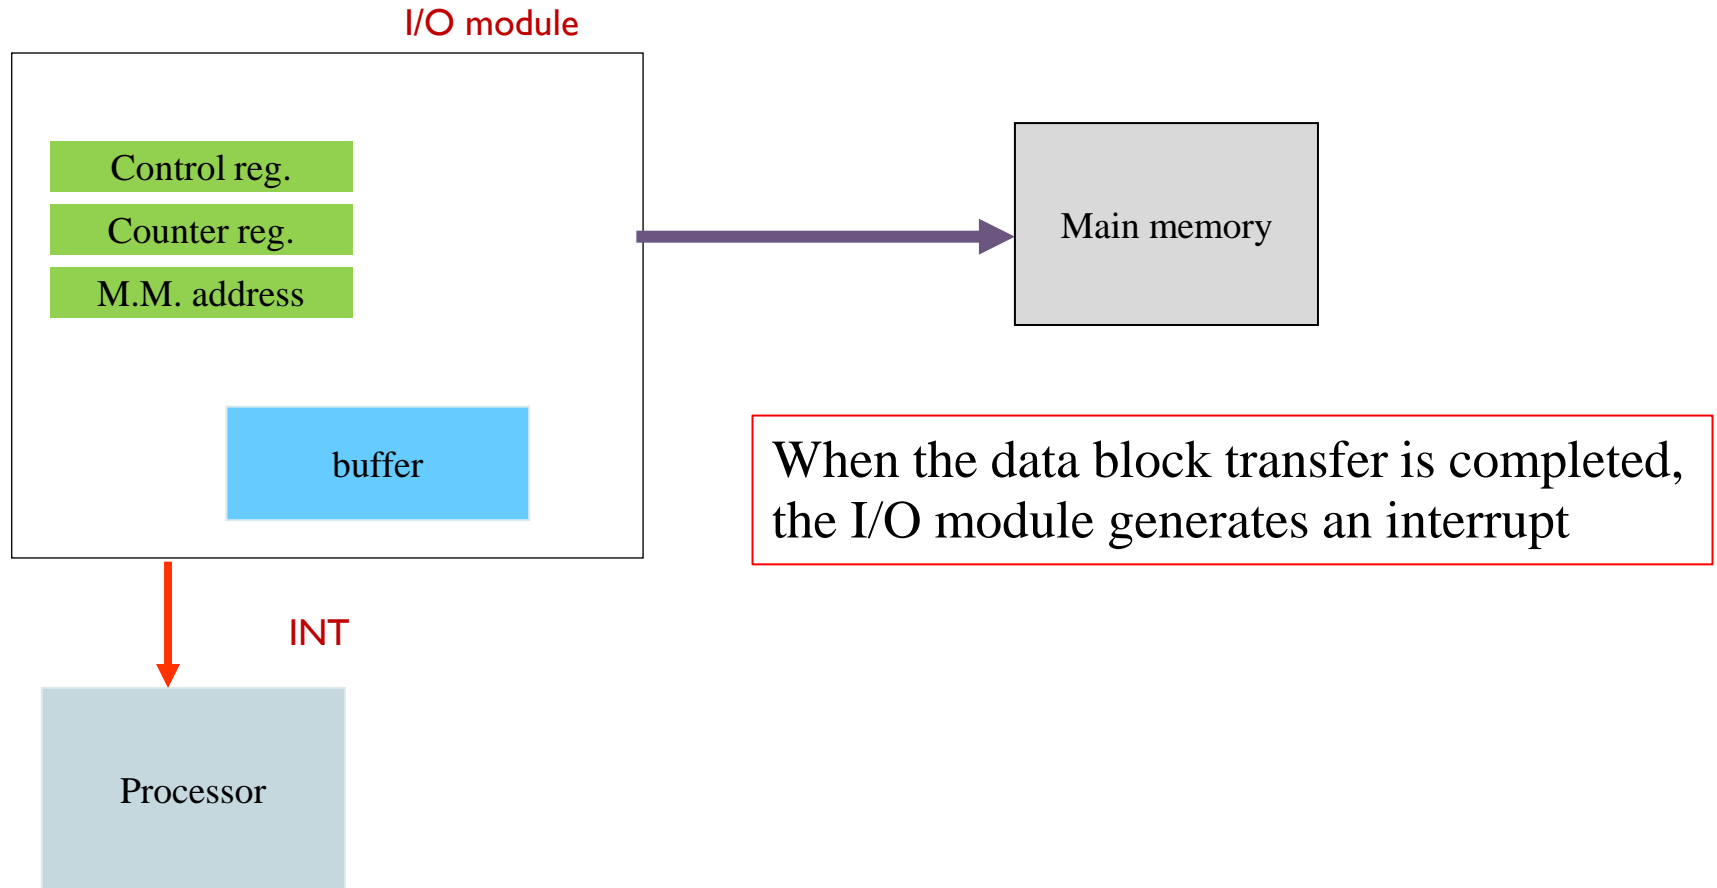 I/O module
Control reg.
Counter reg.
M.M. address
Main memory
buffer
When the data block transfer is completed,
the I/O module generates an interrupt
INT
Processor